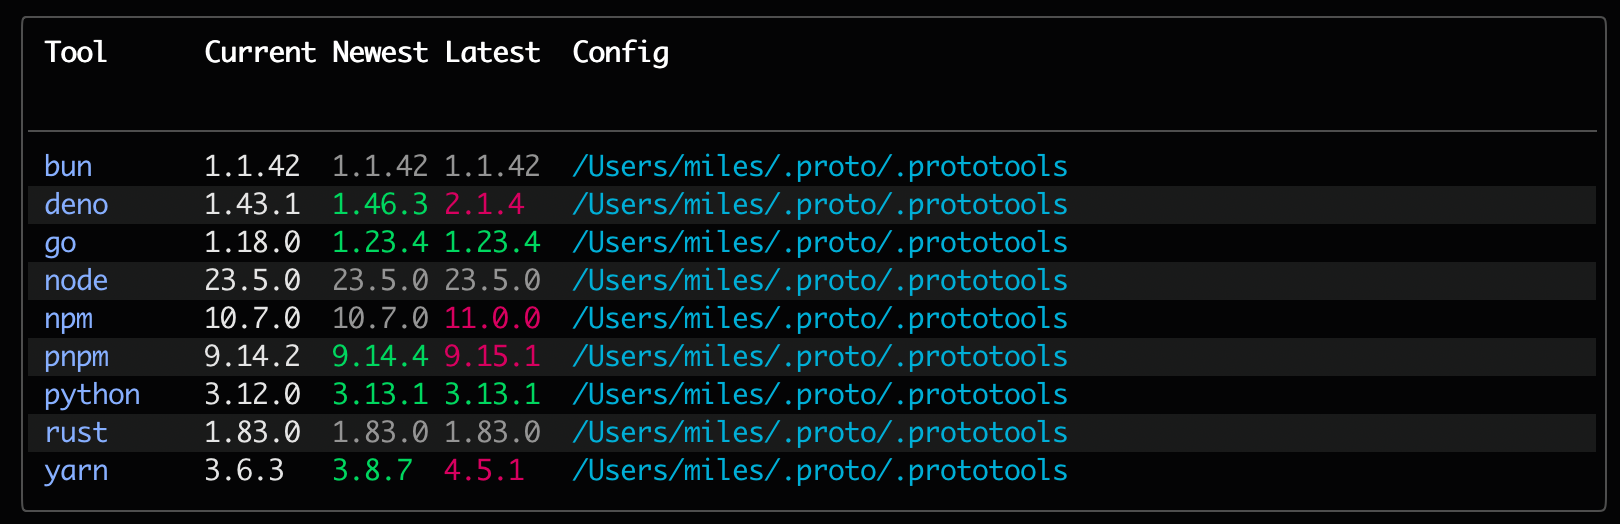 Tool Current Newest Latest Config
bun 1.1.42 1.1.42 1.1.42 /Users/miles/.proto/.prototools
deno 1.43.1 1.46.3 2.1.4 /Users/miles/.proto/.prototools
go 1.18.0 1.23.4 1.23.4 /Users/miles/.proto/.prototools
node 23.5.0 23.5.0 23.5.0 /Users/miles/.proto/.prototools
npm 10.7.0 10.7.0 11.0.0 /Users/miles/.proto/.prototools
pnpm 9.14.2 9.14.4 9.15.1 /Users/miles/.proto/.prototools
python 3.12.0 3.13.1 3.13.1 /Users/miles/.proto/.prototools
rust 1.83.0 1.83.0 1.83.0 /Users/miles/.proto/.prototools
yarn 3.6.3 3.8.7 4.5.1 /Users/miles/.proto/.prototools